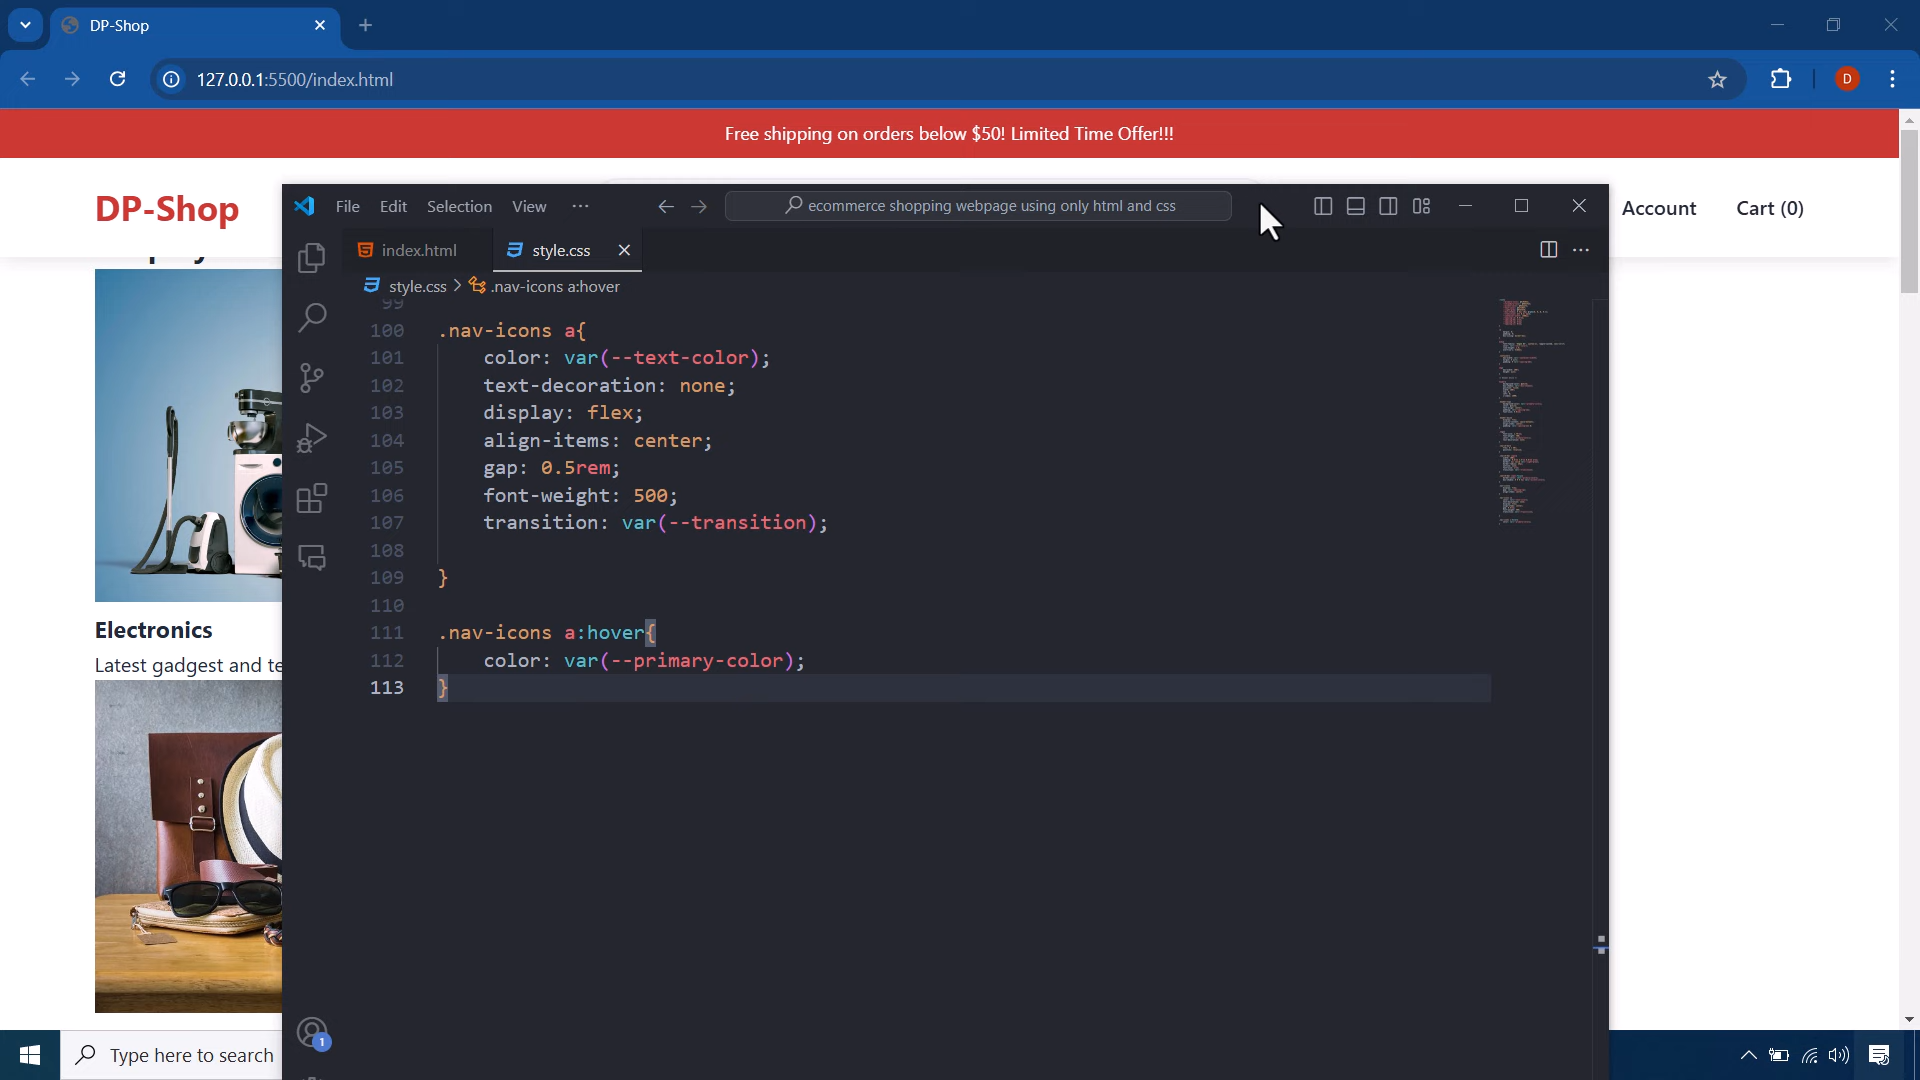 DP-Shop
127.0.0.1:5500/index.html
D
Free shipping on orders below $50! Limited Time Offer!!!
DP-Shop
Account
Cart (0)
File Edit Selection View ···
ecommerce shopping webpage using only html and css
index.html
style.css
style.css > .nav-icons a:hover
99
100 .nav-icons a{
101 color: var(--text-color);
102 text-decoration: none;
103 display: flex;
104 align-items: center;
105 gap: 0.5rem;
106 font-weight: 500;
107 transition: var(--transition);
108
109 }
110
111 .nav-icons a:hover{
112 color: var(--primary-color);
113 }
Electronics
Latest gadgest and te
1
Type here to search